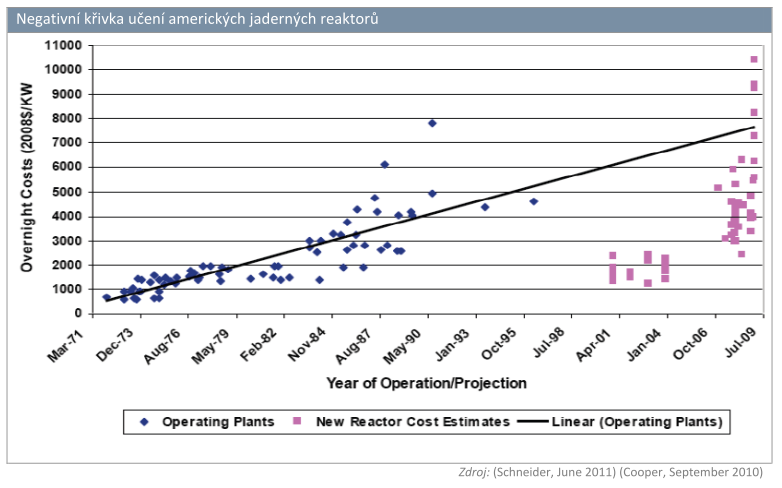 Negativní křivka učení amerických jaderných reaktorů
11000
10000
9000
8000
7000
6000
5000
4000
3000
2000
1000
0
Overnight Costs (2008$/KW
Mar-71
Dec-73
Aug-76
May-79
Feb-82
Nov-84
Aug-87
May-90
Jan-93
Oct-95
Jul-98
Apr-01
Jan-04
Oct-06
Jul-09
Year of Operation/Projection
Operating Plants
New Reactor Cost Estimates
Linear (Operating Plants)
Zdroj: (Schneider, June 2011) (Cooper, September 2010)